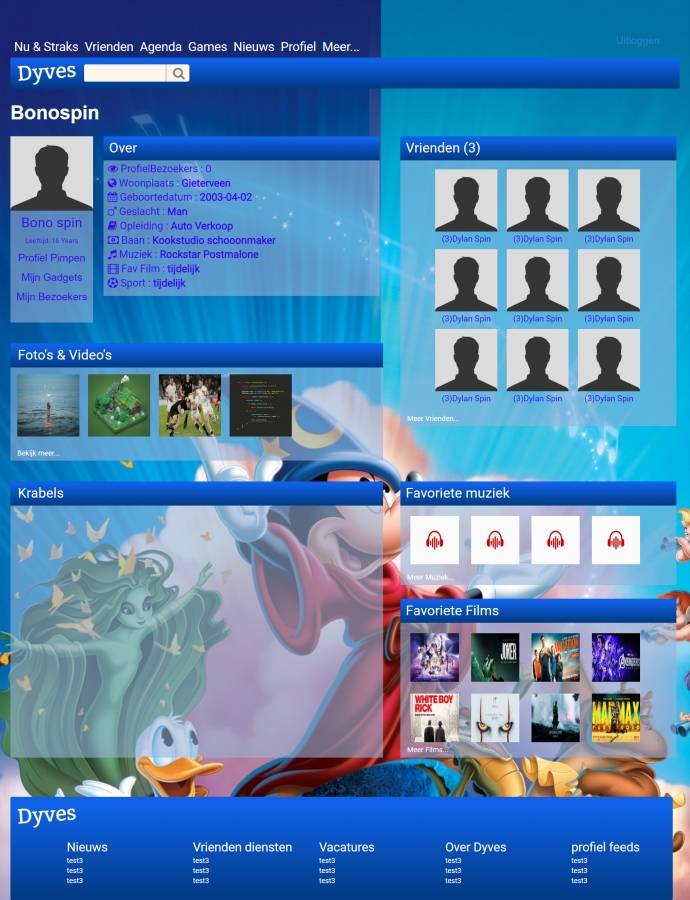 Uitloggen
Nu & Straks Vrienden Agenda Games Nieuws Profiel Meer...
Dyves
Bonospin
Bono spin
Leeftijd: 16 Years
Profiel Pimpen
Mijn Gadgets
Mijn Bezoekers
Over
ProfielBezoekers : 0
Woonplaats : Gieterveen
Geboortedatum : 2003-04-02
Geslacht : Man
Opleiding : Auto Verkoop
Baan : Kookstudio schooonmaker
Muziek : Rockstar Postmalone
Fav Film : tijdelijk
Sport : tijdelijk
Vrienden (3)
(3)Dylan Spin (3)Dylan Spin (3)Dylan Spin
(3)Dylan Spin (3)Dylan Spin (3)Dylan Spin
(3)Dylan Spin (3)Dylan Spin (3)Dylan Spin
Meer Vrienden...
Foto's & Video's
Bekijk meer...
Krabels
Favoriete muziek
Meer Muziek...
Favoriete Films
JOKER
AVENGERS
WHITE BOY
RICK
MAD MAX
Meer Films...
Dyves
Nieuws
test3
test3
test3
Vrienden diensten
test3
test3
test3
Vacatures
test3
test3
test3
Over Dyves
test3
test3
test3
profiel feeds
test3
test3
test3